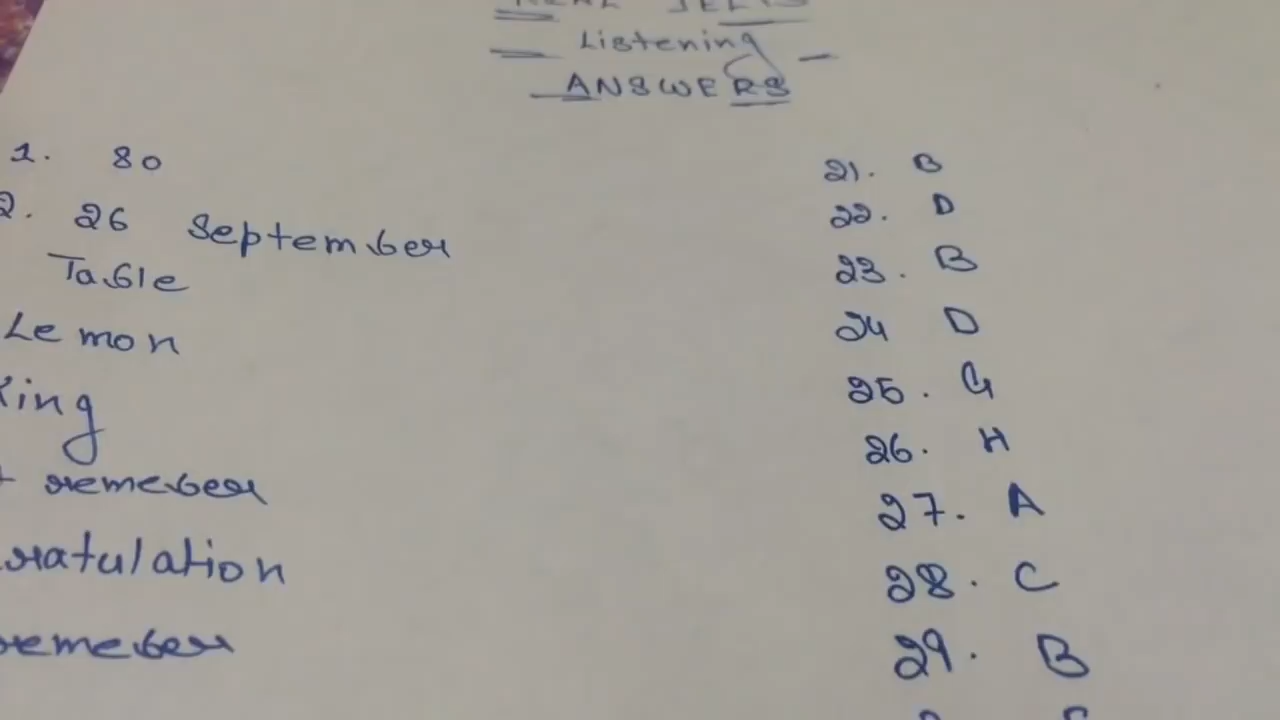 Listening
ANSWERS
1. 80
2. 26 September
Table
Lemon
King
remeber
ratulation
remeber
21. B
22. D
23. B
24 D
25. G
26. H
27. A
28. C
29. B